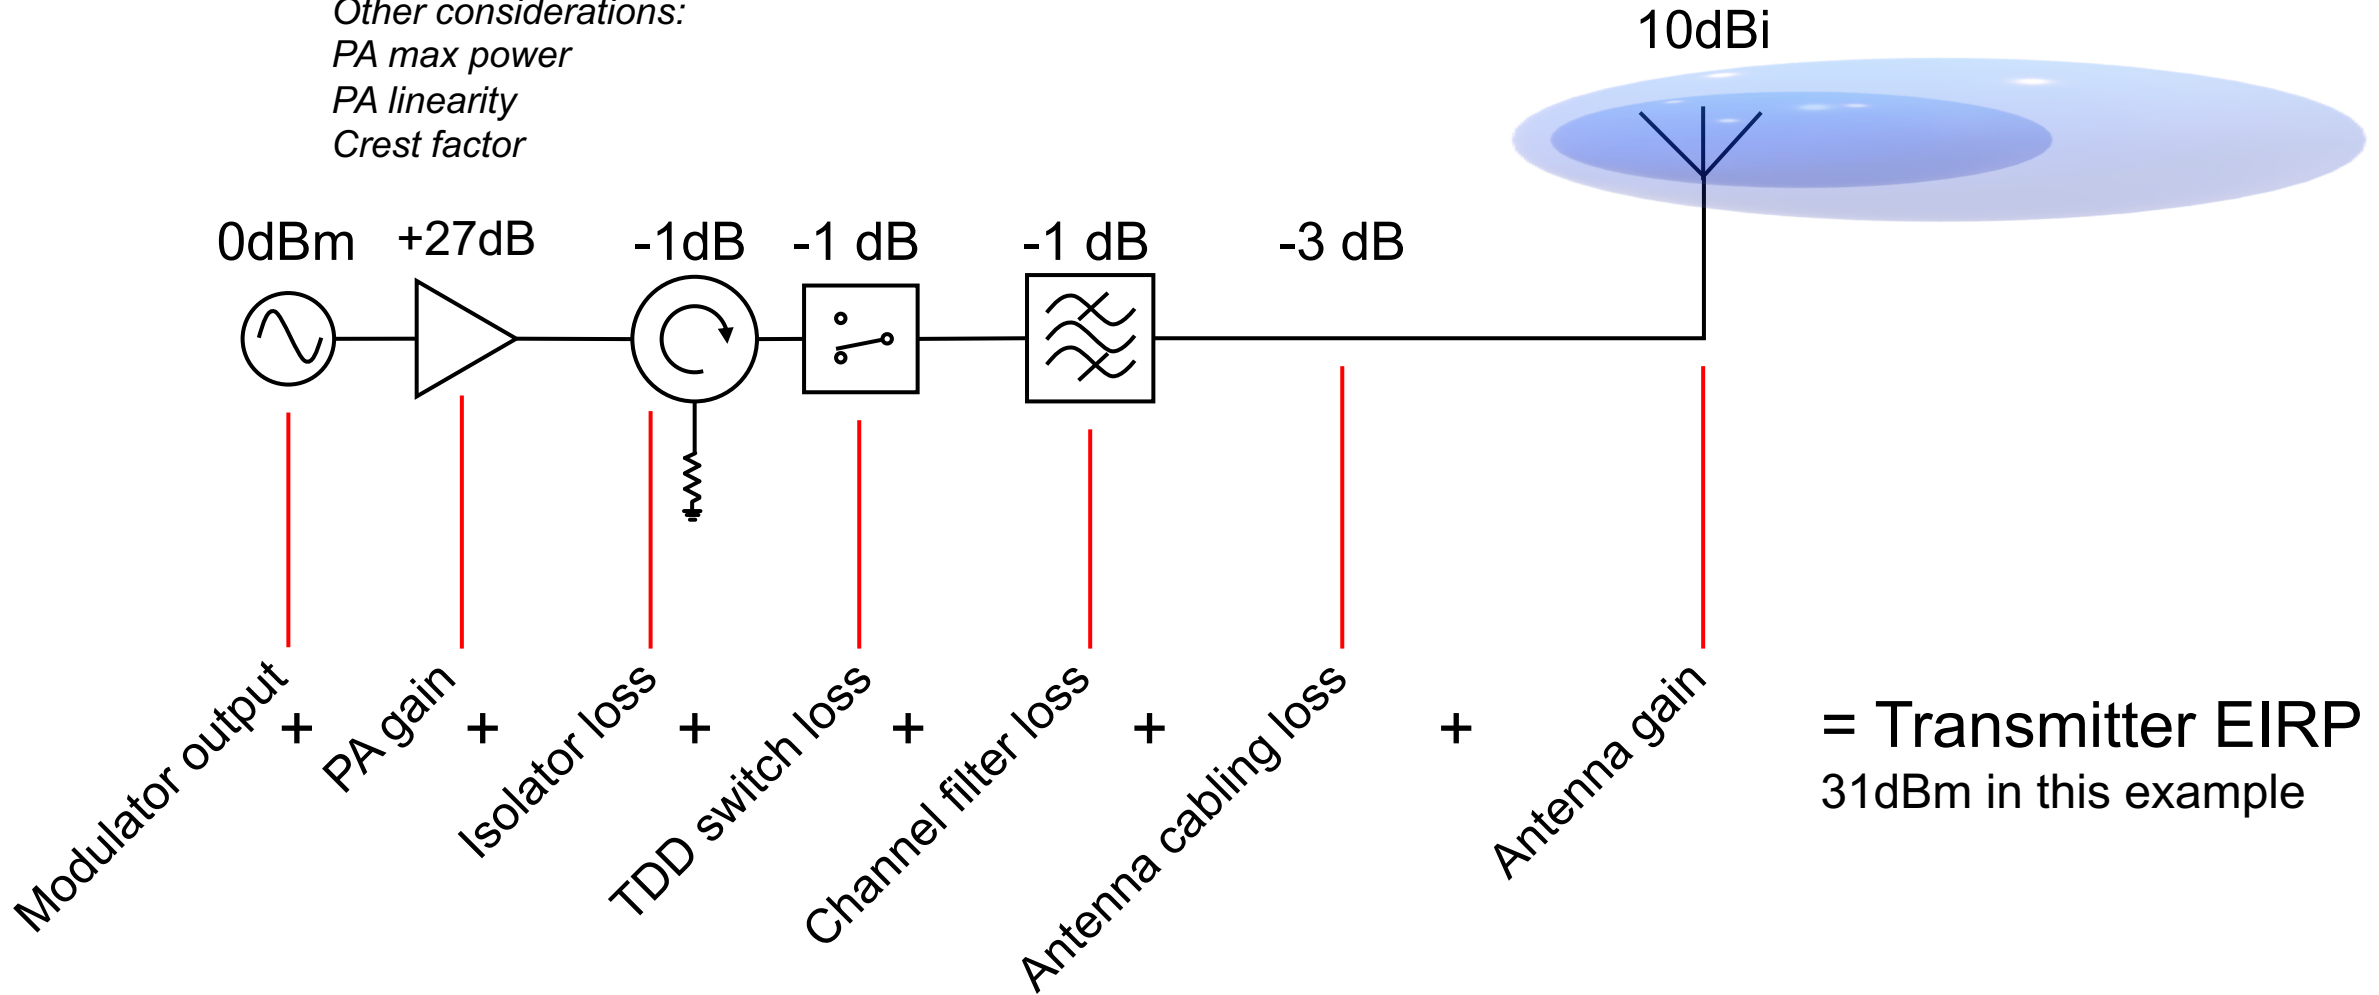 Other considerations:
PA max power
PA linearity
Crest factor
10dBi
0dBm
+27dB
-1dB
-1 dB
-1 dB
-3 dB
Modulator output
+
PA gain
+
Isolator loss
+
TDD switch loss
+
Channel filter loss
+
Antenna cabling loss
+
Antenna gain
= Transmitter EIRP
31dBm in this example